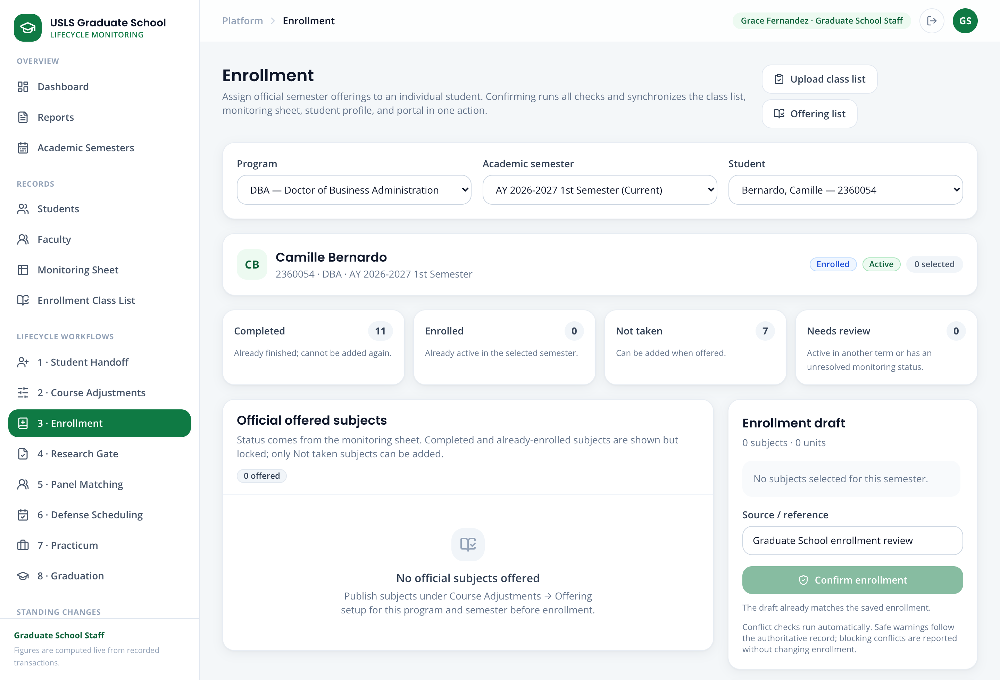 USLS Graduate School
LIFECYCLE MONITORING
OVERVIEW
Dashboard
Reports
Academic Semesters
RECORDS
Students
Faculty
Monitoring Sheet
Enrollment Class List
LIFECYCLE WORKFLOWS
1 · Student Handoff
2 · Course Adjustments
3 · Enrollment
4 · Research Gate
5 · Panel Matching
6 · Defense Scheduling
7 · Practicum
8 · Graduation
STANDING CHANGES
Graduate School Staff
Figures are computed live from recorded
transactions.
Platform > Enrollment
Grace Fernandez · Graduate School Staff
GS
Enrollment
Assign official semester offerings to an individual student. Confirming runs all checks and synchronizes the class list,
monitoring sheet, student profile, and portal in one action.
Upload class list
Offering list
Program
DBA — Doctor of Business Administration
Academic semester
AY 2026-2027 1st Semester (Current)
Student
Bernardo, Camille — 2360054
CB
Camille Bernardo
2360054 · DBA · AY 2026-2027 1st Semester
Enrolled
Active
0 selected
Completed
11
Already finished; cannot be added again.
Enrolled
0
Already active in the selected semester.
Not taken
7
Can be added when offered.
Needs review
0
Active in another term or has an
unresolved monitoring status.
Official offered subjects
Status comes from the monitoring sheet. Completed and already-enrolled subjects are shown but
locked; only Not taken subjects can be added.
0 offered
No official subjects offered
Publish subjects under Course Adjustments → Offering
setup for this program and semester before enrollment.
Enrollment draft
0 subjects · 0 units
No subjects selected for this semester.
Source / reference
Graduate School enrollment review
Confirm enrollment
The draft already matches the saved enrollment.
Conflict checks run automatically. Safe warnings follow
the authoritative record; blocking conflicts are reported
without changing enrollment.